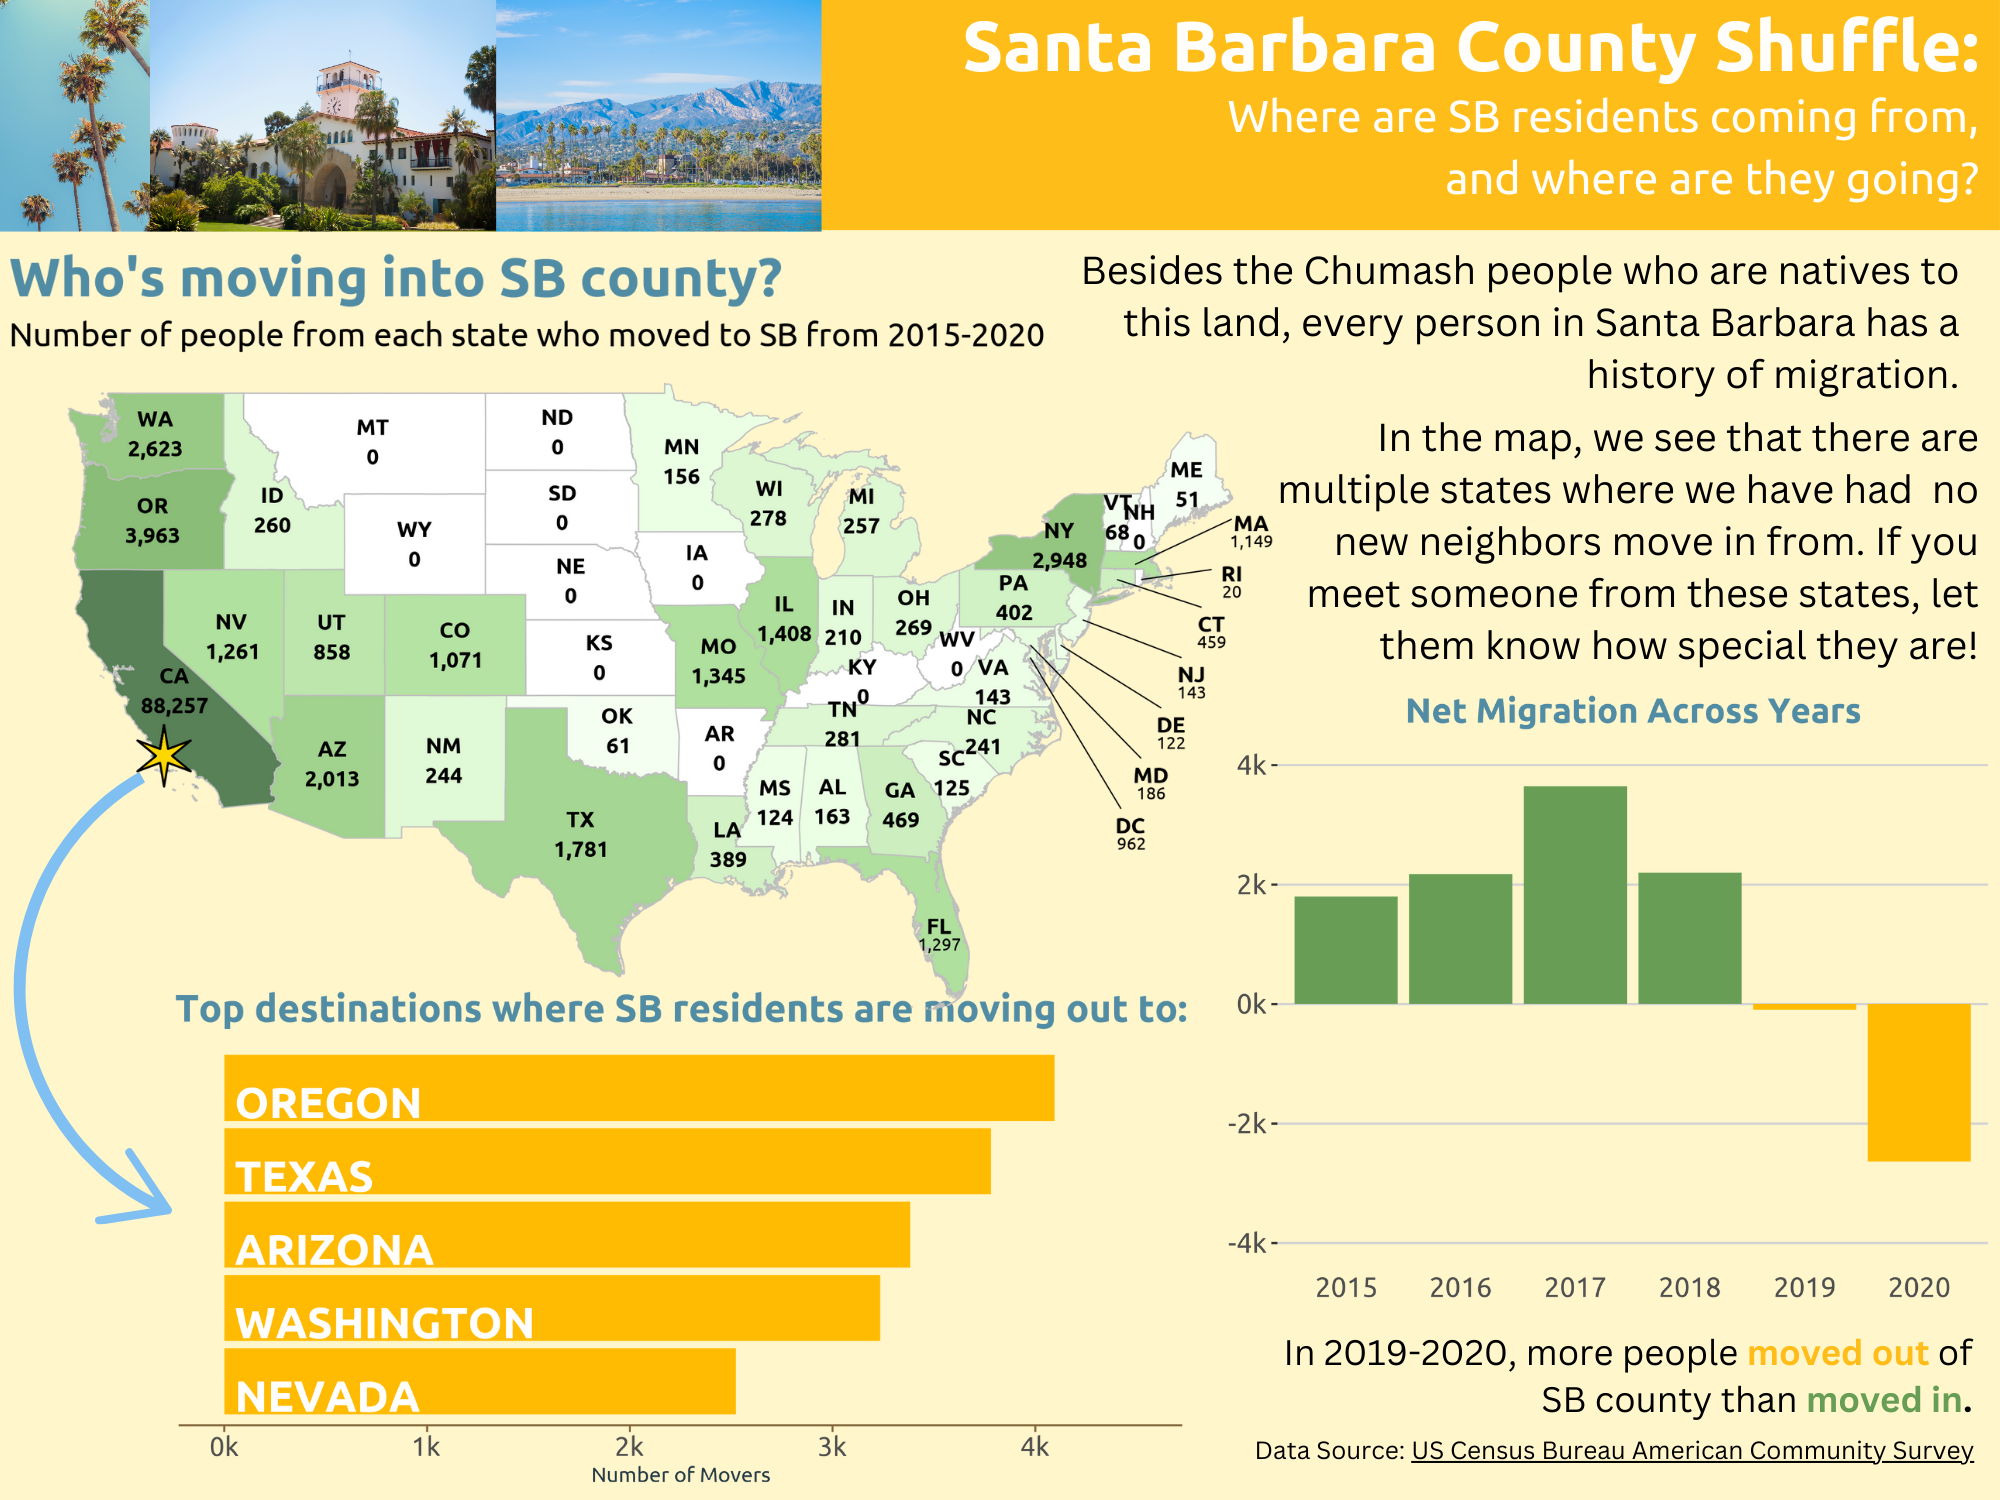 Santa Barbara County Shuffle:
Where are SB residents coming from,
and where are they going?
Who's moving into SB county?
Number of people from each state who moved to SB from 2015-2020
Besides the Chumash people who are natives to
this land, every person in Santa Barbara has a
history of migration.
In the map, we see that there are
multiple states where we have had no
new neighbors move in from. If you
meet someone from these states, let
them know how special they are!
WA
2,623
OR
3,963
CA
88,257
ID
260
NV
1,261
UT
858
AZ
2,013
MT
0
WY
0
CO
1,071
NM
244
ND
0
SD
0
NE
0
KS
0
OK
61
TX
1,781
MN
156
IA
0
MO
1,345
AR
0
LA
389
WI
278
IL
1,408
MI
257
IN
210
OH
269
KY
0
TN
281
MS
124
AL
163
GA
469
FL
1,297
SC
125
NC
241
VA
143
WV
0
PA
402
NY
2,948
VT
68
NH
0
ME
51
MA
1,149
RI
20
CT
459
NJ
143
DE
122
MD
186
DC
962
Top destinations where SB residents are moving out to:
OREGON
TEXAS
ARIZONA
WASHINGTON
NEVADA
0k 1k 2k 3k 4k
Number of Movers
Net Migration Across Years
4k
2k
0k
-2k
-4k
2015 2016 2017 2018 2019 2020
In 2019-2020, more people moved out of
SB county than moved in.
Data Source: US Census Bureau American Community Survey